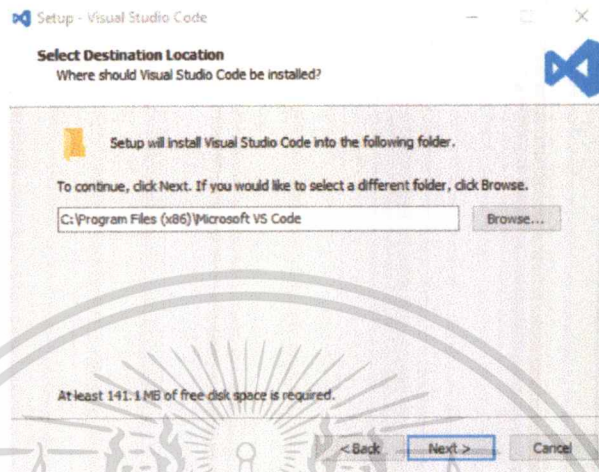 Setup - Visual Studio Code
Select Destination Location
Where should Visual Studio Code be installed?
Setup will install Visual Studio Code into the following folder.
To continue, click Next. If you would like to select a different folder, click Browse.
C:\Program Files (x86)\Microsoft VS Code
Browse...
At least 141.1 MB of free disk space is required.
< Back
Next >
Cancel